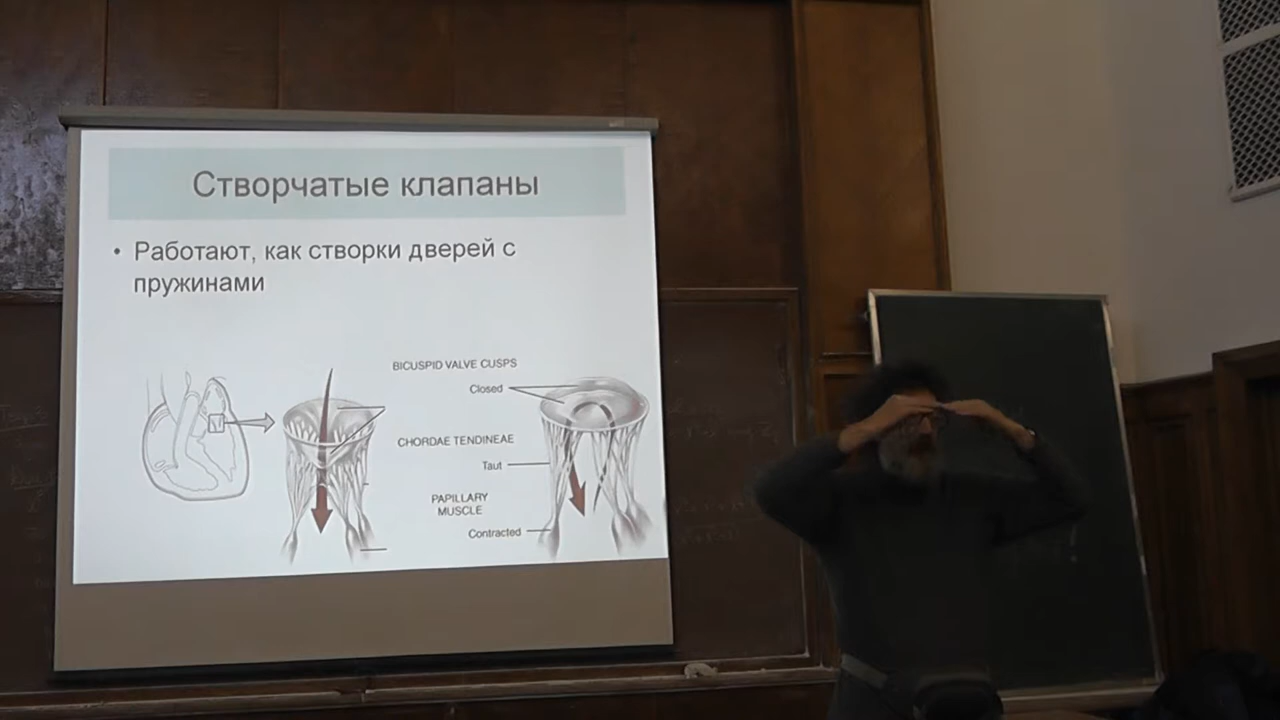 Створчатые клапаны
• Работают, как створки дверей с
пружинами
BICUSPID VALVE CUSPS
Closed
CHORDAE TENDINEAE
Taut
PAPILLARY
MUSCLE
Contracted